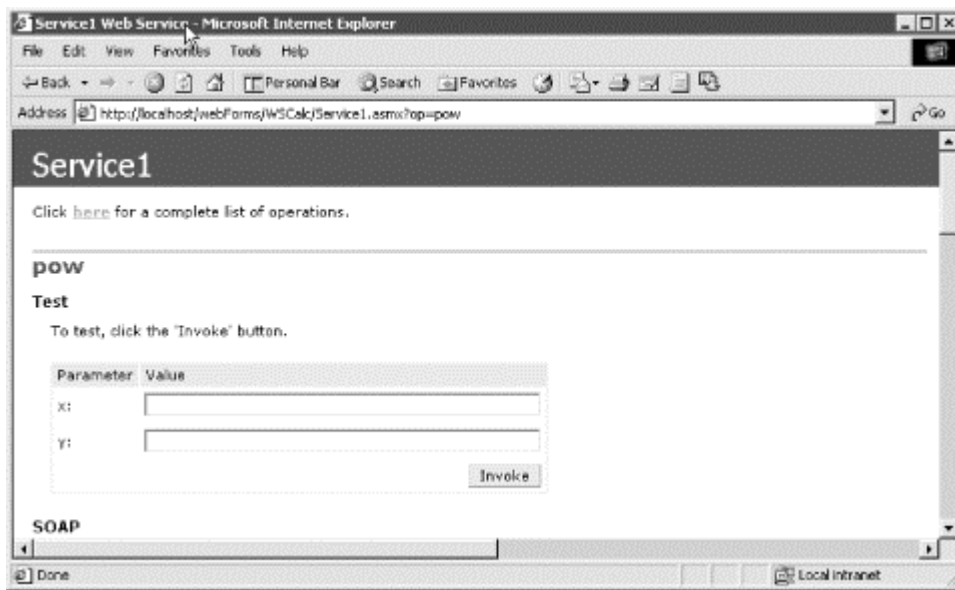 Service1 Web Service - Microsoft Internet Explorer
File Edit View Favorites Tools Help
Back Personal Bar Search Favorites
Address http://localhost/webForms/WSCalc/Service1.asmx?op=pow Go
Service1
Click here for a complete list of operations.
pow
Test
To test, click the 'Invoke' button.
Parameter Value
x:
y:
Invoke
SOAP
Done Local intranet